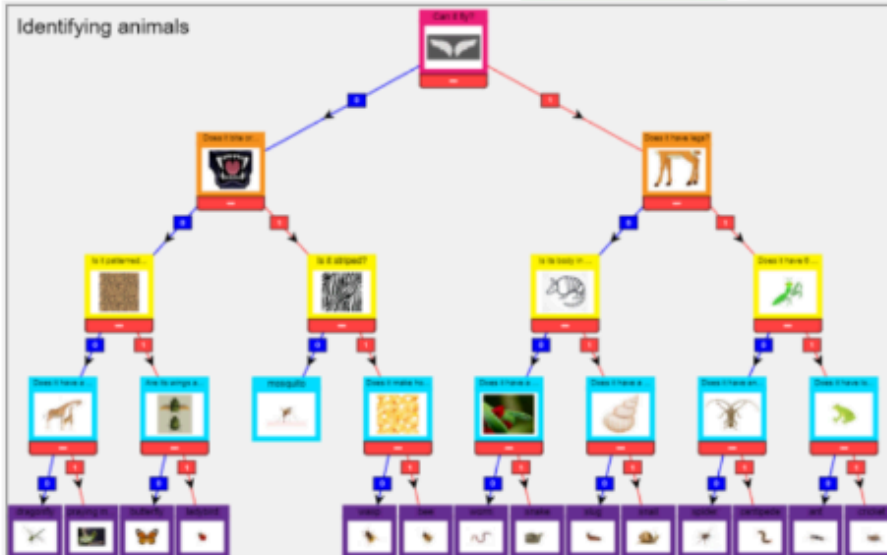 Identifying animals
Can it fly?
0
1
Does it bite or...
Does it have legs?
0
1
0
1
Is it patterned...
Is it striped?
Is its body in ...
Does it have 6 ...
0
1
0
1
0
1
0
1
Does it have a ...
Are its wings a...
mosquito
Does it make ho...
Does it have a ...
Does it have a ...
Does it have an...
Does it have lo...
0
1
0
1
0
1
0
1
0
1
0
1
0
1
dragonfly
praying m...
butterfly
ladybird
wasp
bee
worm
snake
slug
snail
spider
centipede
ant
cricket